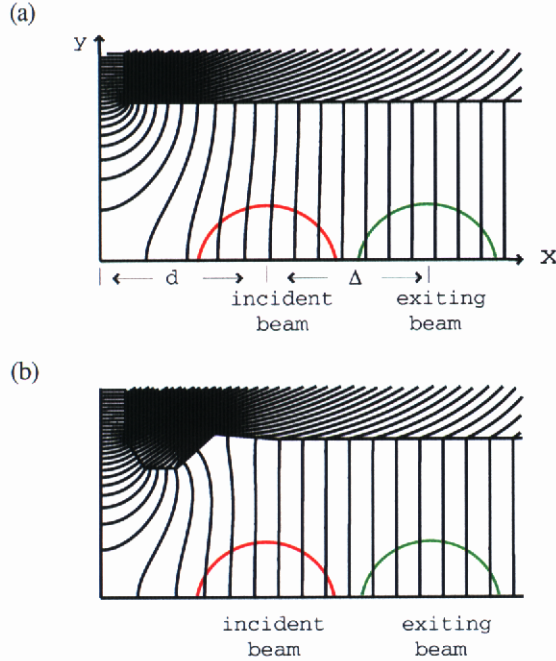 (a)
y
x
d Δ
incident exiting
beam beam
(b)
incident exiting
beam beam